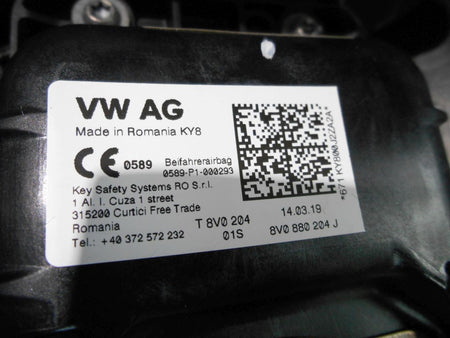 VW AG
Made in Romania KY8
CE 0589 Beifahrerairbag
0589-P1-000293
Key Safety Systems RO S.r.l.
1 Al. I. Cuza 1 street
315200 Curtici Free Trade
Romania
Tel.: +40 372 572 232
T 8V0 204
01S
14.03.19
8V0 880 204 J